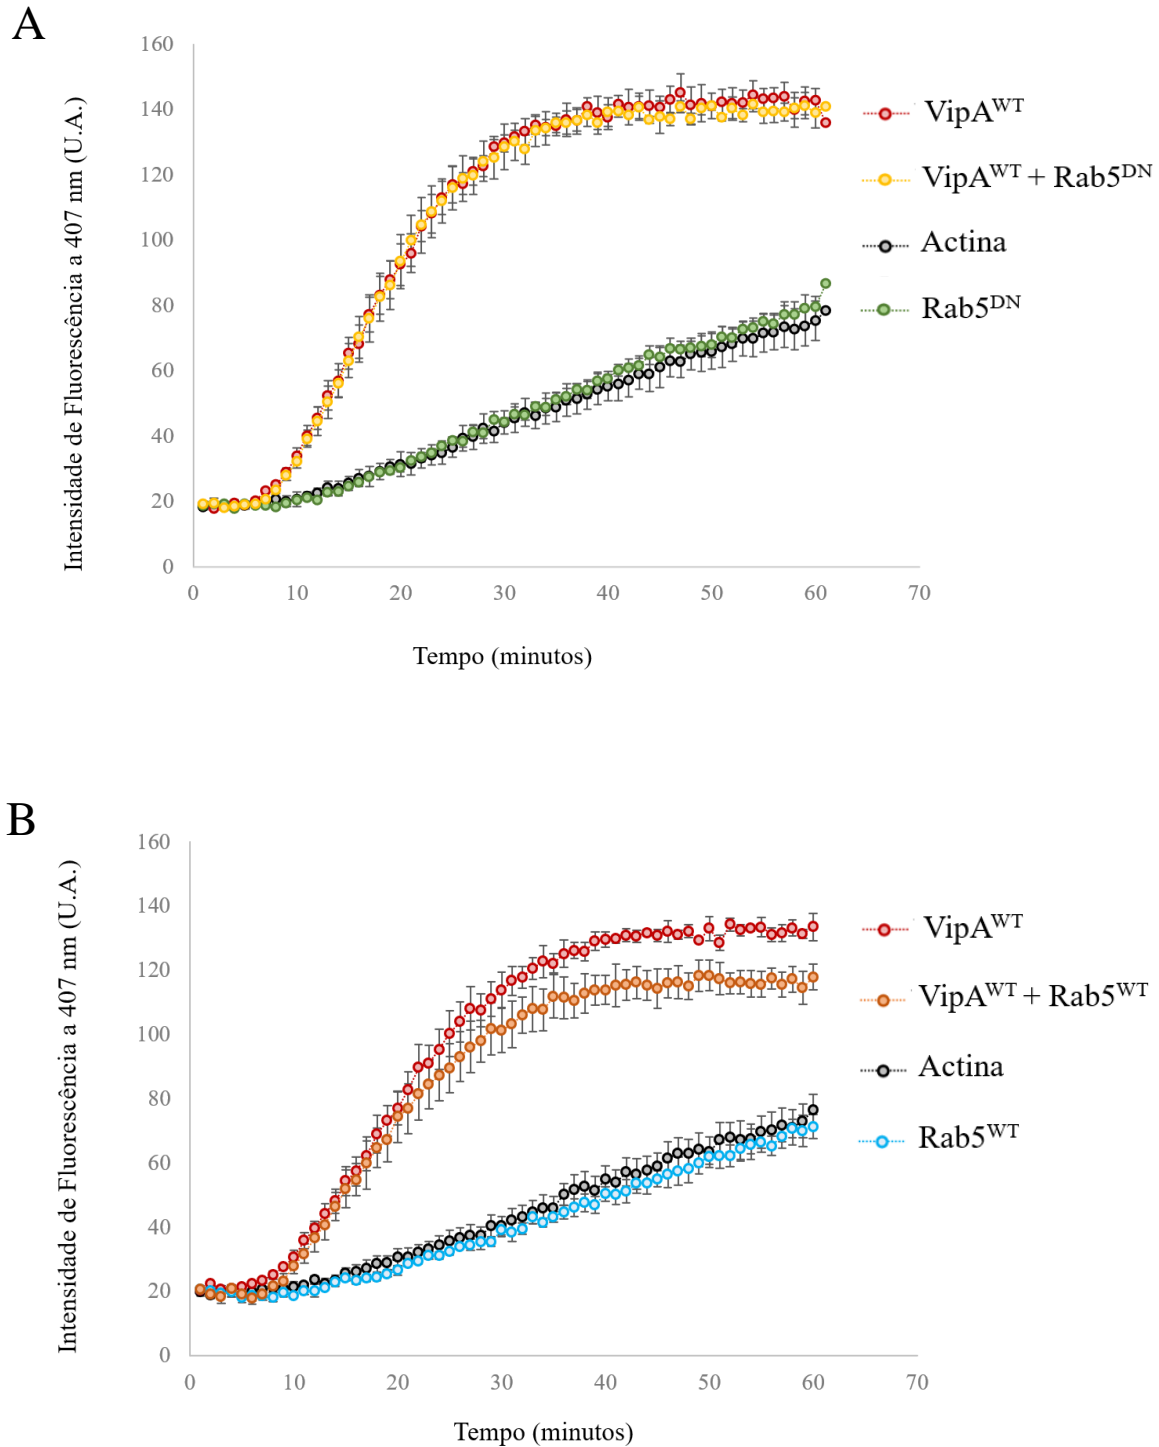 A
160
140
120
100
80
60
40
20
0
Intensidade de Fluorescência a 407 nm (U.A.)
0 10 20 30 40 50 60 70
Tempo (minutos)
VipAWT
VipAWT + Rab5DN
Actina
Rab5DN
B
160
140
120
100
80
60
40
20
0
Intensidade de Fluorescência a 407 nm (U.A.)
0 10 20 30 40 50 60 70
Tempo (minutos)
VipAWT
VipAWT + Rab5WT
Actina
Rab5WT